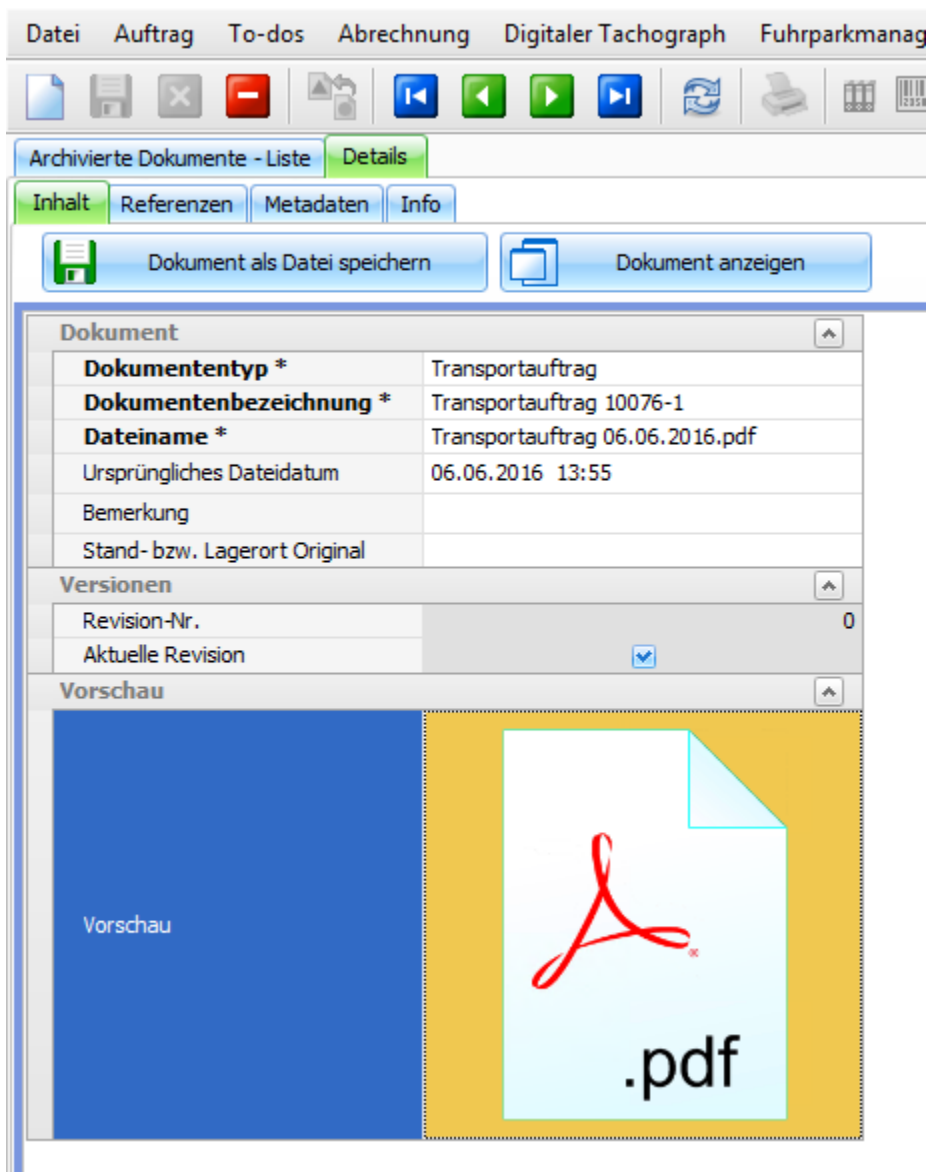 Datei Auftrag To-dos Abrechnung Digitaler Tachograph Fuhrparkmanag
Archivierte Dokumente - Liste Details
Inhalt Referenzen Metadaten Info
Dokument als Datei speichern Dokument anzeigen
Dokument
Dokumententyp * Transportauftrag
Dokumentenbezeichnung * Transportauftrag 10076-1
Dateiname * Transportauftrag 06.06.2016.pdf
Ursprüngliches Dateidatum 06.06.2016 13:55
Bemerkung
Stand- bzw. Lagerort Original
Versionen
Revision-Nr. 0
Aktuelle Revision
Vorschau
Vorschau
.pdf